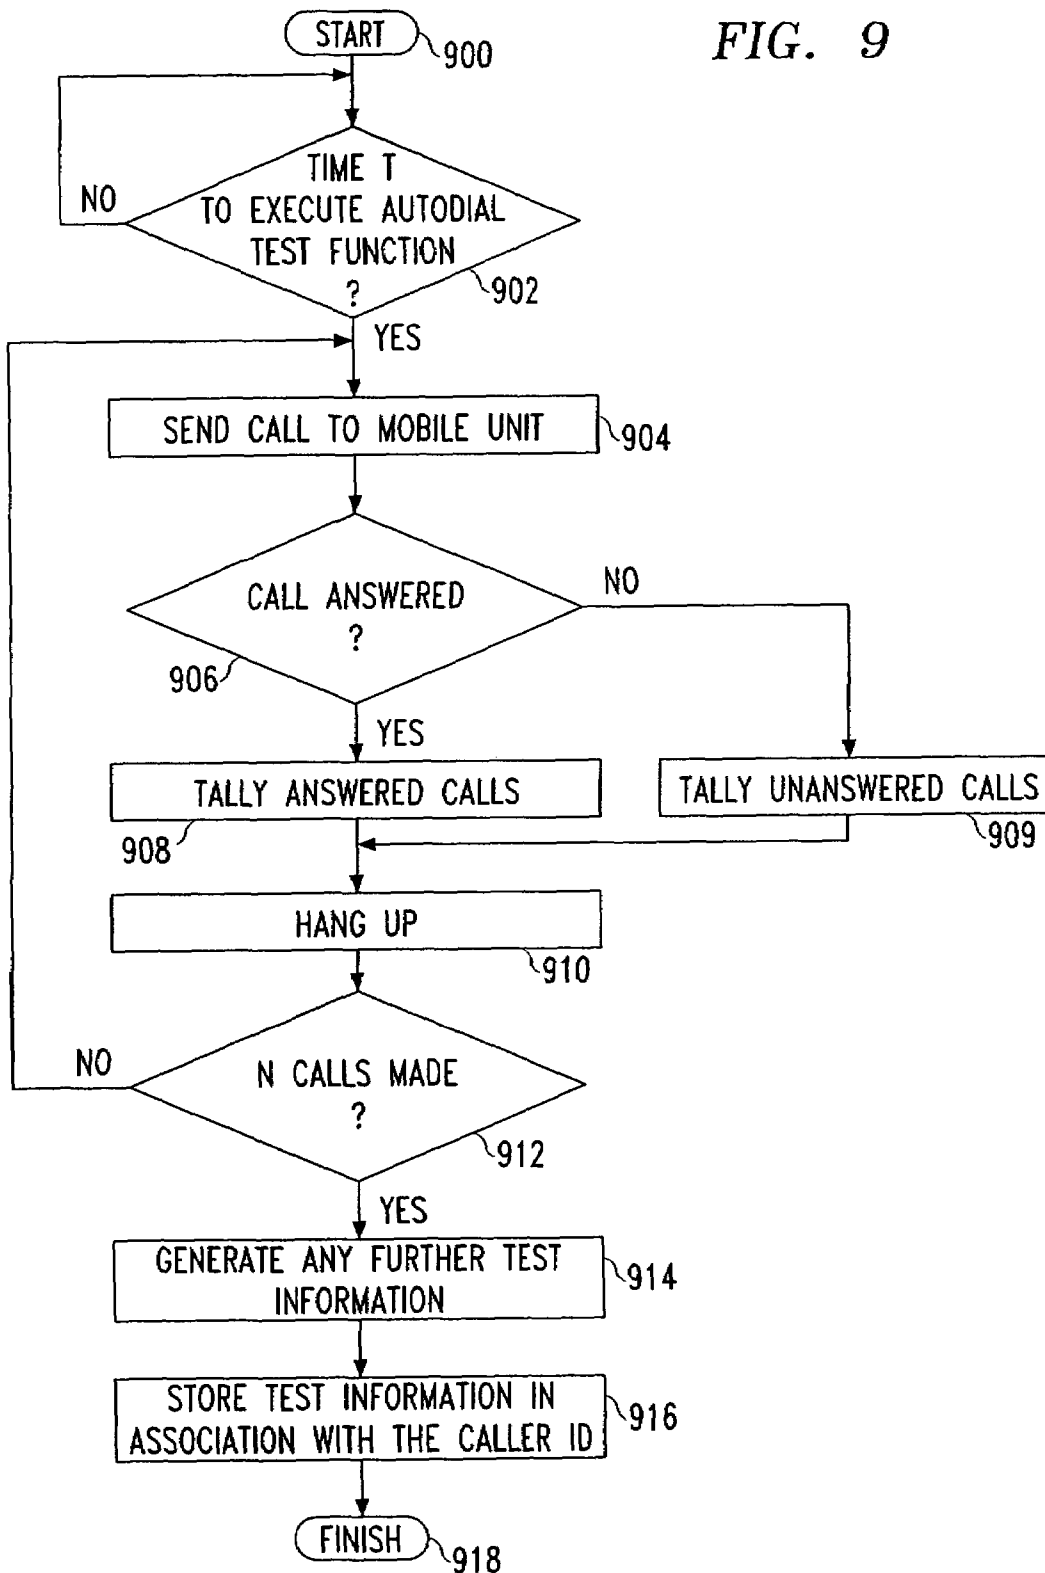 FIG. 9
START
900
TIME T
TO EXECUTE AUTODIAL
TEST FUNCTION
?
902
NO
YES
SEND CALL TO MOBILE UNIT
904
CALL ANSWERED
?
906
NO
YES
TALLY ANSWERED CALLS
908
TALLY UNANSWERED CALLS
909
HANG UP
910
N CALLS MADE
?
912
NO
YES
GENERATE ANY FURTHER TEST
INFORMATION
914
STORE TEST INFORMATION IN
ASSOCIATION WITH THE CALLER ID
916
FINISH
918